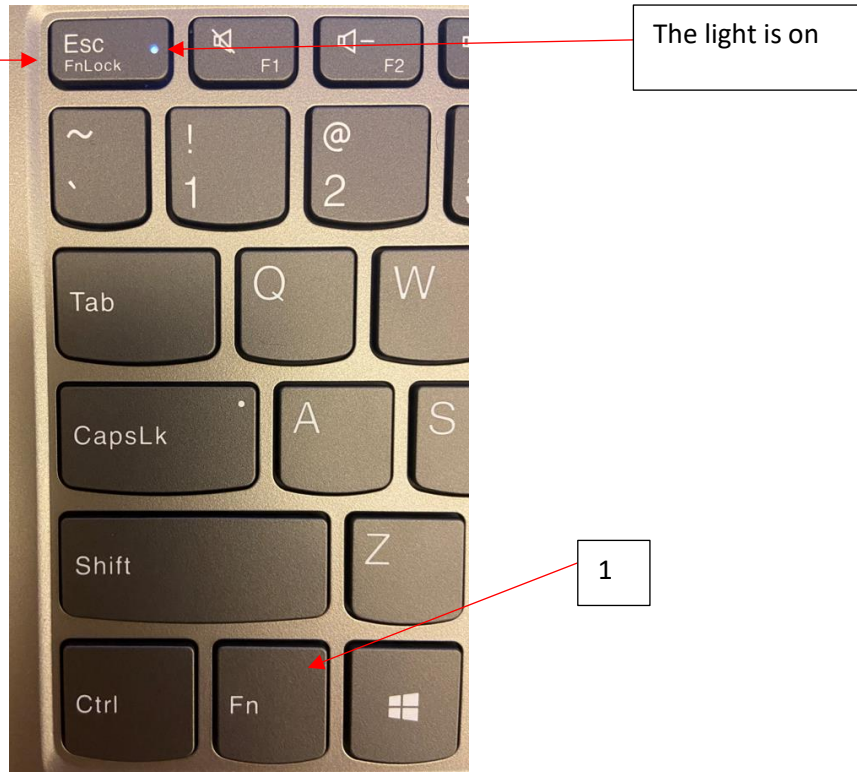 Esc
FnLock
F1
F2
The light is on
~
`
!
1
@
2
Tab
Q
W
CapsLk
A
S
Shift
Z
1
Ctrl
Fn